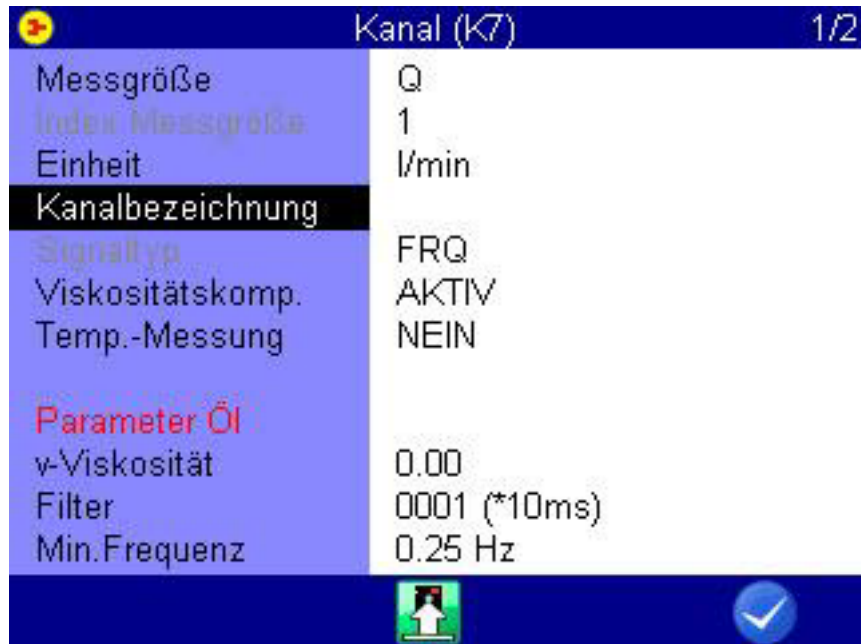 Kanal (K7) 1/2
Messgröße Q
Index Messgröße 1
Einheit l/min
Kanalbezeichnung
Signaltyp FRQ
Viskositätskomp. AKTIV
Temp.-Messung NEIN
Parameter Öl
v-Viskosität 0.00
Filter 0001 (*10ms)
Min.Frequenz 0.25 Hz